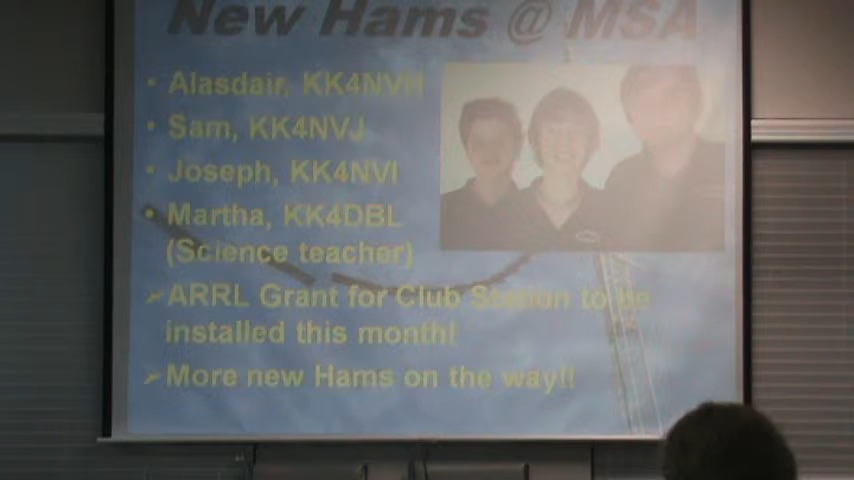 New Hams @ MSA
• Alasdair, KK4NVH
• Sam, KK4NVJ
• Joseph, KK4NVI
• Martha, KK4DBL
(Science teacher)
➢ ARRL Grant for Club Station to be
installed this month!
➢ More new Hams on the way!!